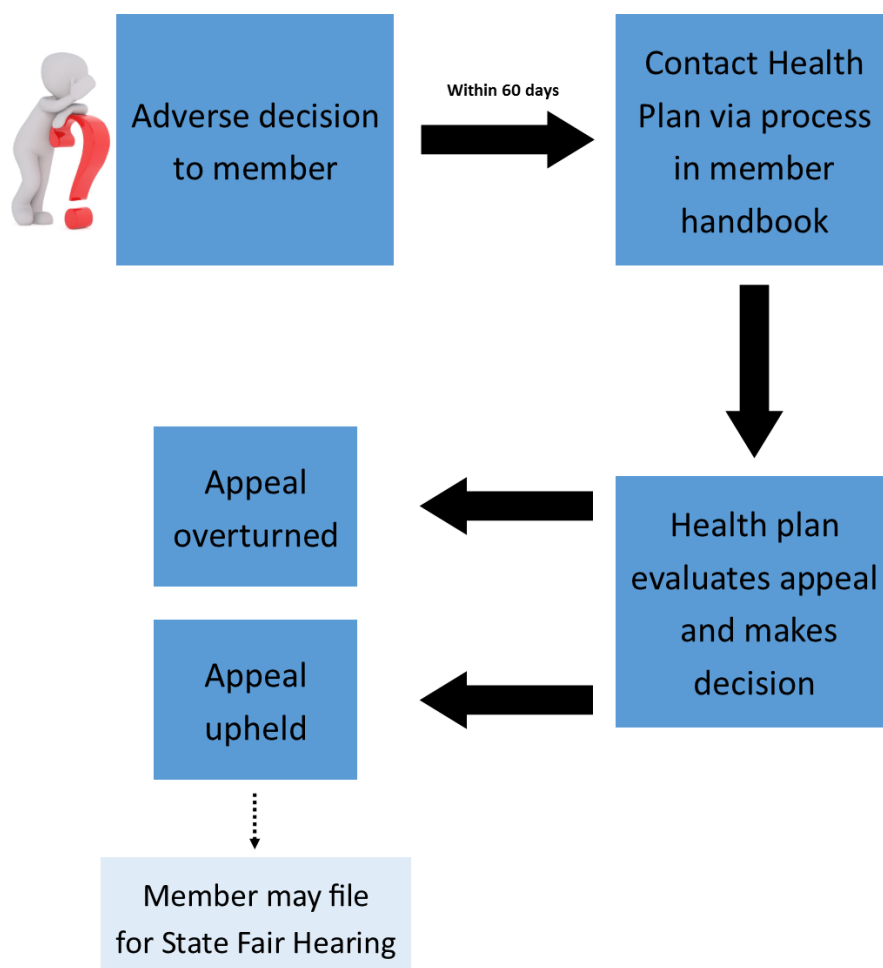 Adverse decision
to member
Within 60 days
Contact Health
Plan via process
in member
handbook
Appeal
overturned
Health plan
evaluates appeal
and makes
decision
Appeal
upheld
Member may file
for State Fair Hearing